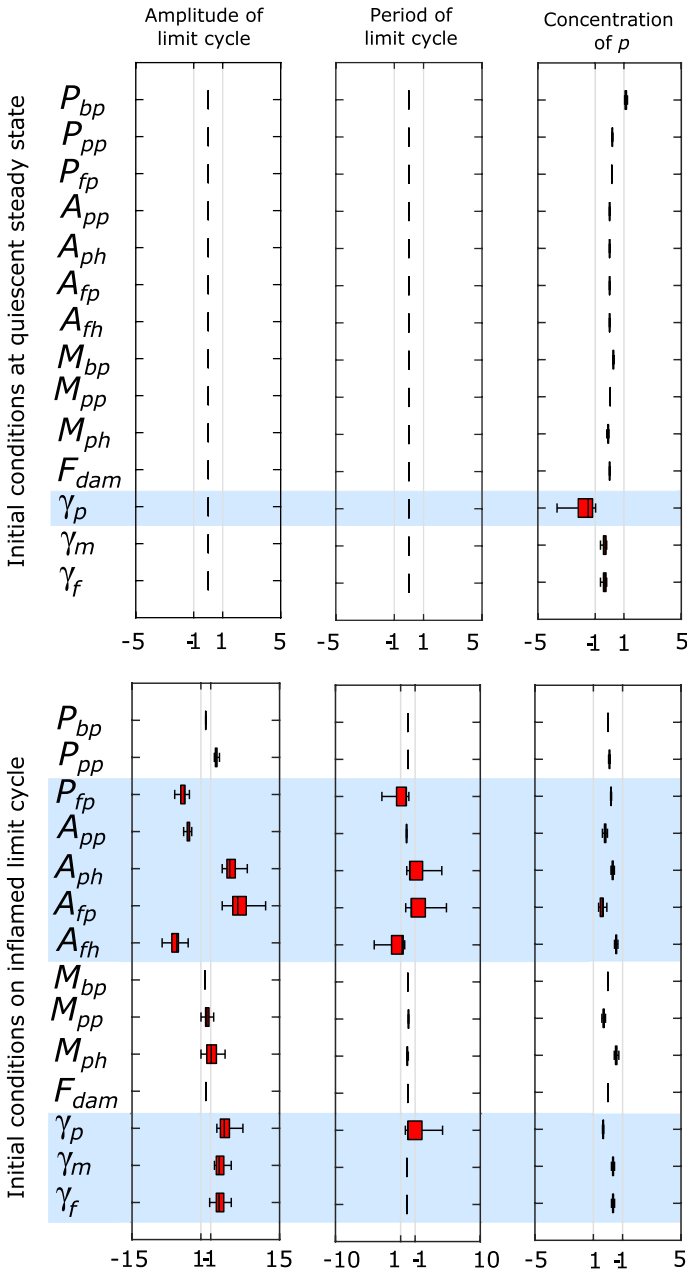 Amplitude of limit cycle
Period of limit cycle
Concentration of p
Initial conditions at quiescent steady state
P_bp
P_pp
P_fp
A_pp
A_ph
A_fp
A_fh
M_bp
M_pp
M_ph
F_dam
γ_p
γ_m
γ_f
-5 -1 1 5 -5 -1 1 5 -5 -1 1 5
Initial conditions on inflamed limit cycle
P_bp
P_pp
P_fp
A_pp
A_ph
A_fp
A_fh
M_bp
M_pp
M_ph
F_dam
γ_p
γ_m
γ_f
-15 1 -1 15 -10 1 -1 10 -5 1 -1 5